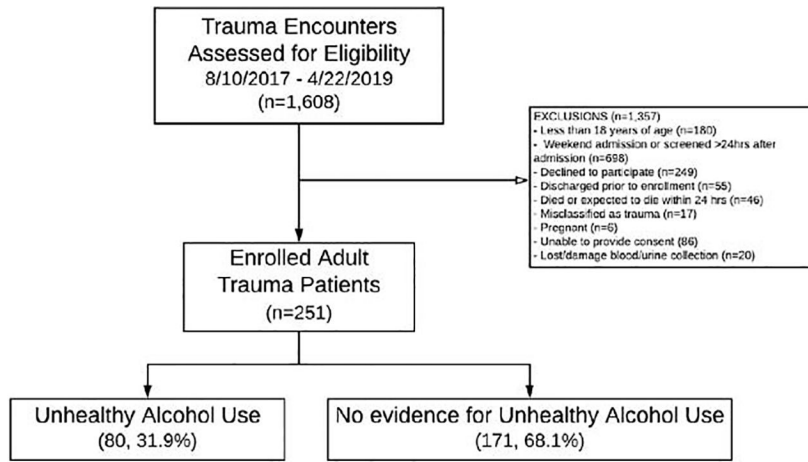 Trauma Encounters
Assessed for Eligibility
8/10/2017 - 4/22/2019
(n=1,608)
EXCLUSIONS (n=1,357)
- Less than 18 years of age (n=180)
- Weekend admission or screened >24hrs after
admission (n=698)
- Declined to participate (n=249)
- Discharged prior to enrollment (n=55)
- Died or expected to die within 24 hrs (n=46)
- Misclassified as trauma (n=17)
- Pregnant (n=6)
- Unable to provide consent (86)
- Lost/damage blood/urine collection (n=20)
Enrolled Adult
Trauma Patients
(n=251)
Unhealthy Alcohol Use
(80, 31.9%)
No evidence for Unhealthy Alcohol Use
(171, 68.1%)